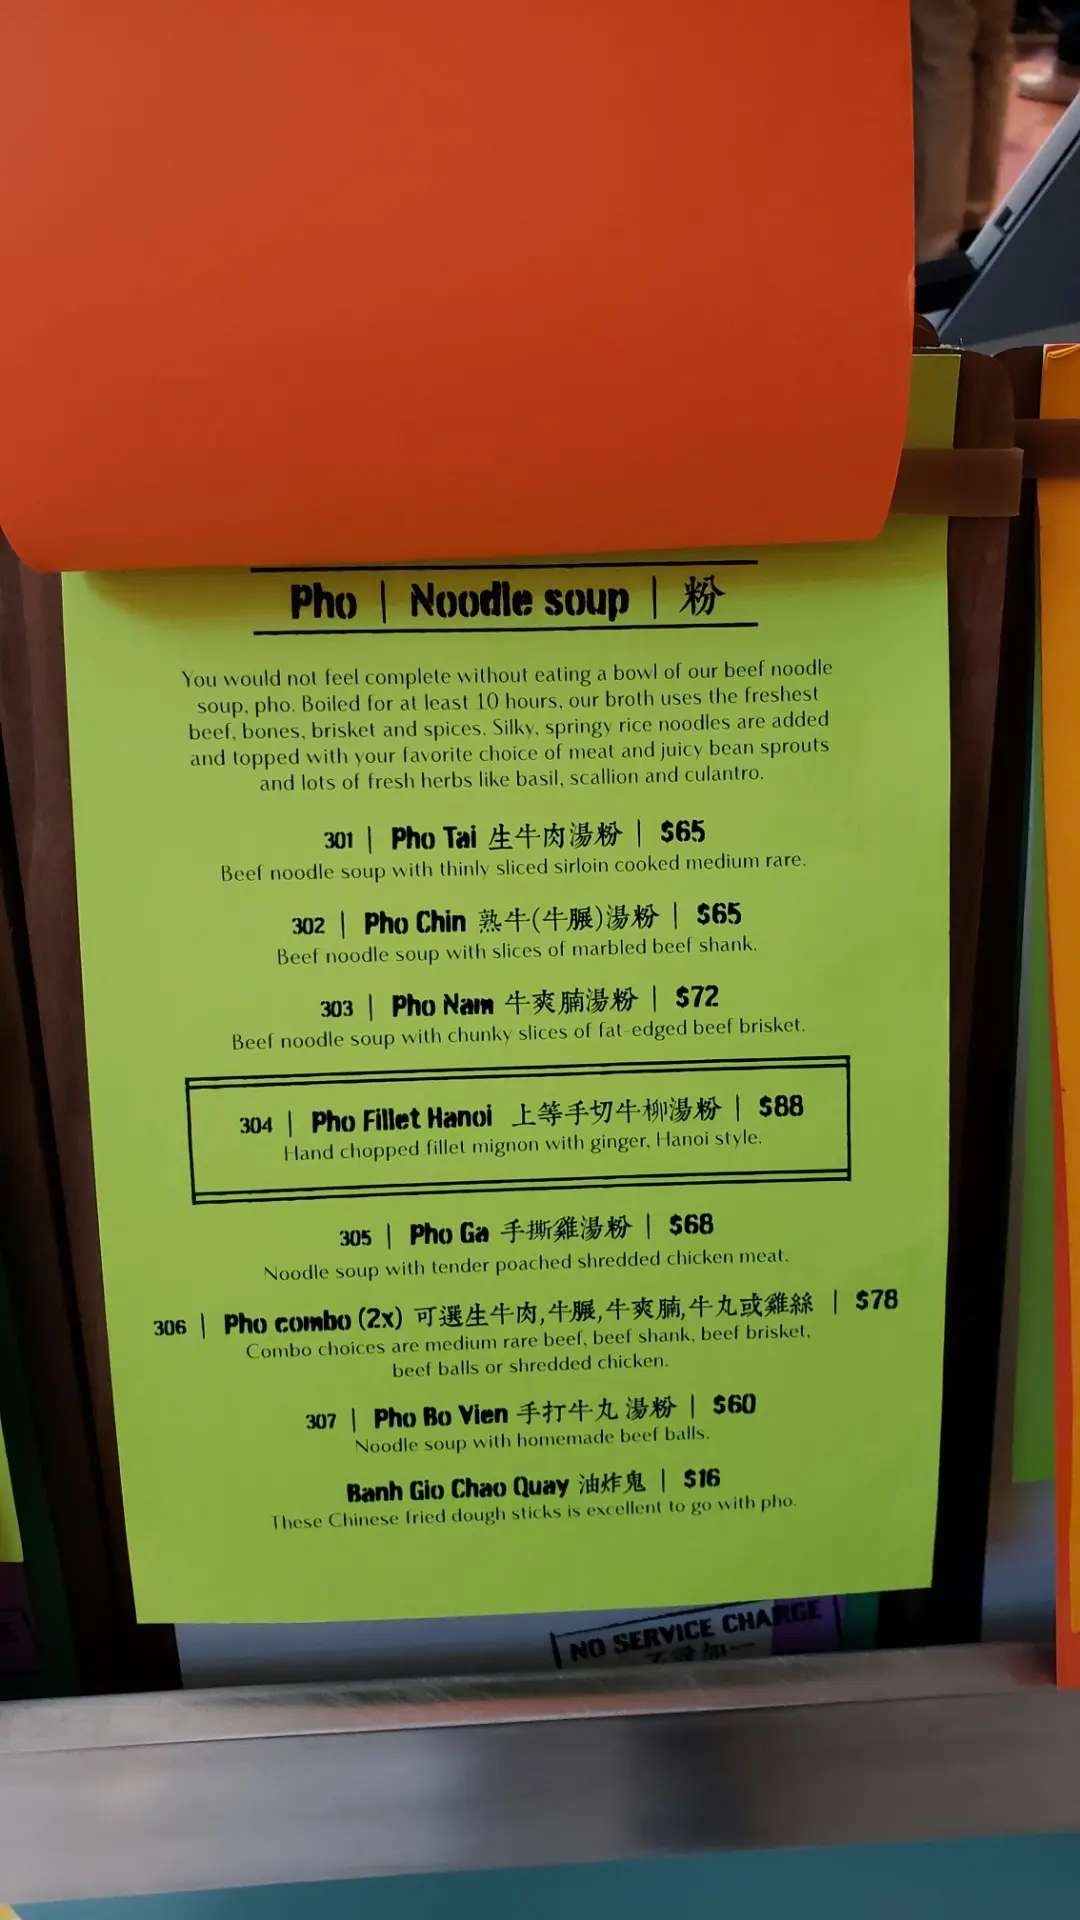 Pho | Noodle soup | 粉
You would not feel complete without eating a bowl of our beef noodle
soup, pho. Boiled for at least 10 hours, our broth uses the freshest
beef, bones, brisket and spices. Silky, springy rice noodles are added
and topped with your favorite choice of meat and juicy bean sprouts
and lots of fresh herbs like basil, scallion and culantro.
301 | Pho Tai 生牛肉湯粉 | $65
Beef noodle soup with thinly sliced sirloin cooked medium rare.
302 | Pho Chin 熟牛(牛𦟌)湯粉 | $65
Beef noodle soup with slices of marbled beef shank.
303 | Pho Nam 牛爽腩湯粉 | $72
Beef noodle soup with chunky slices of fat-edged beef brisket.
304 | Pho Fillet Hanoi 上等手切牛柳湯粉 | $88
Hand chopped fillet mignon with ginger, Hanoi style.
305 | Pho Ga 手撕雞湯粉 | $68
Noodle soup with tender poached shredded chicken meat.
306 | Pho combo (2x) 可選生牛肉,牛𦟌,牛爽腩,牛丸或雞絲 | $78
Combo choices are medium rare beef, beef shank, beef brisket,
beef balls or shredded chicken.
307 | Pho Bo Vien 手打牛丸 湯粉 | $60
Noodle soup with homemade beef balls.
Banh Gio Chao Quay 油炸鬼 | $16
These Chinese fried dough sticks is excellent to go with pho.
NO SERVICE CHARGE